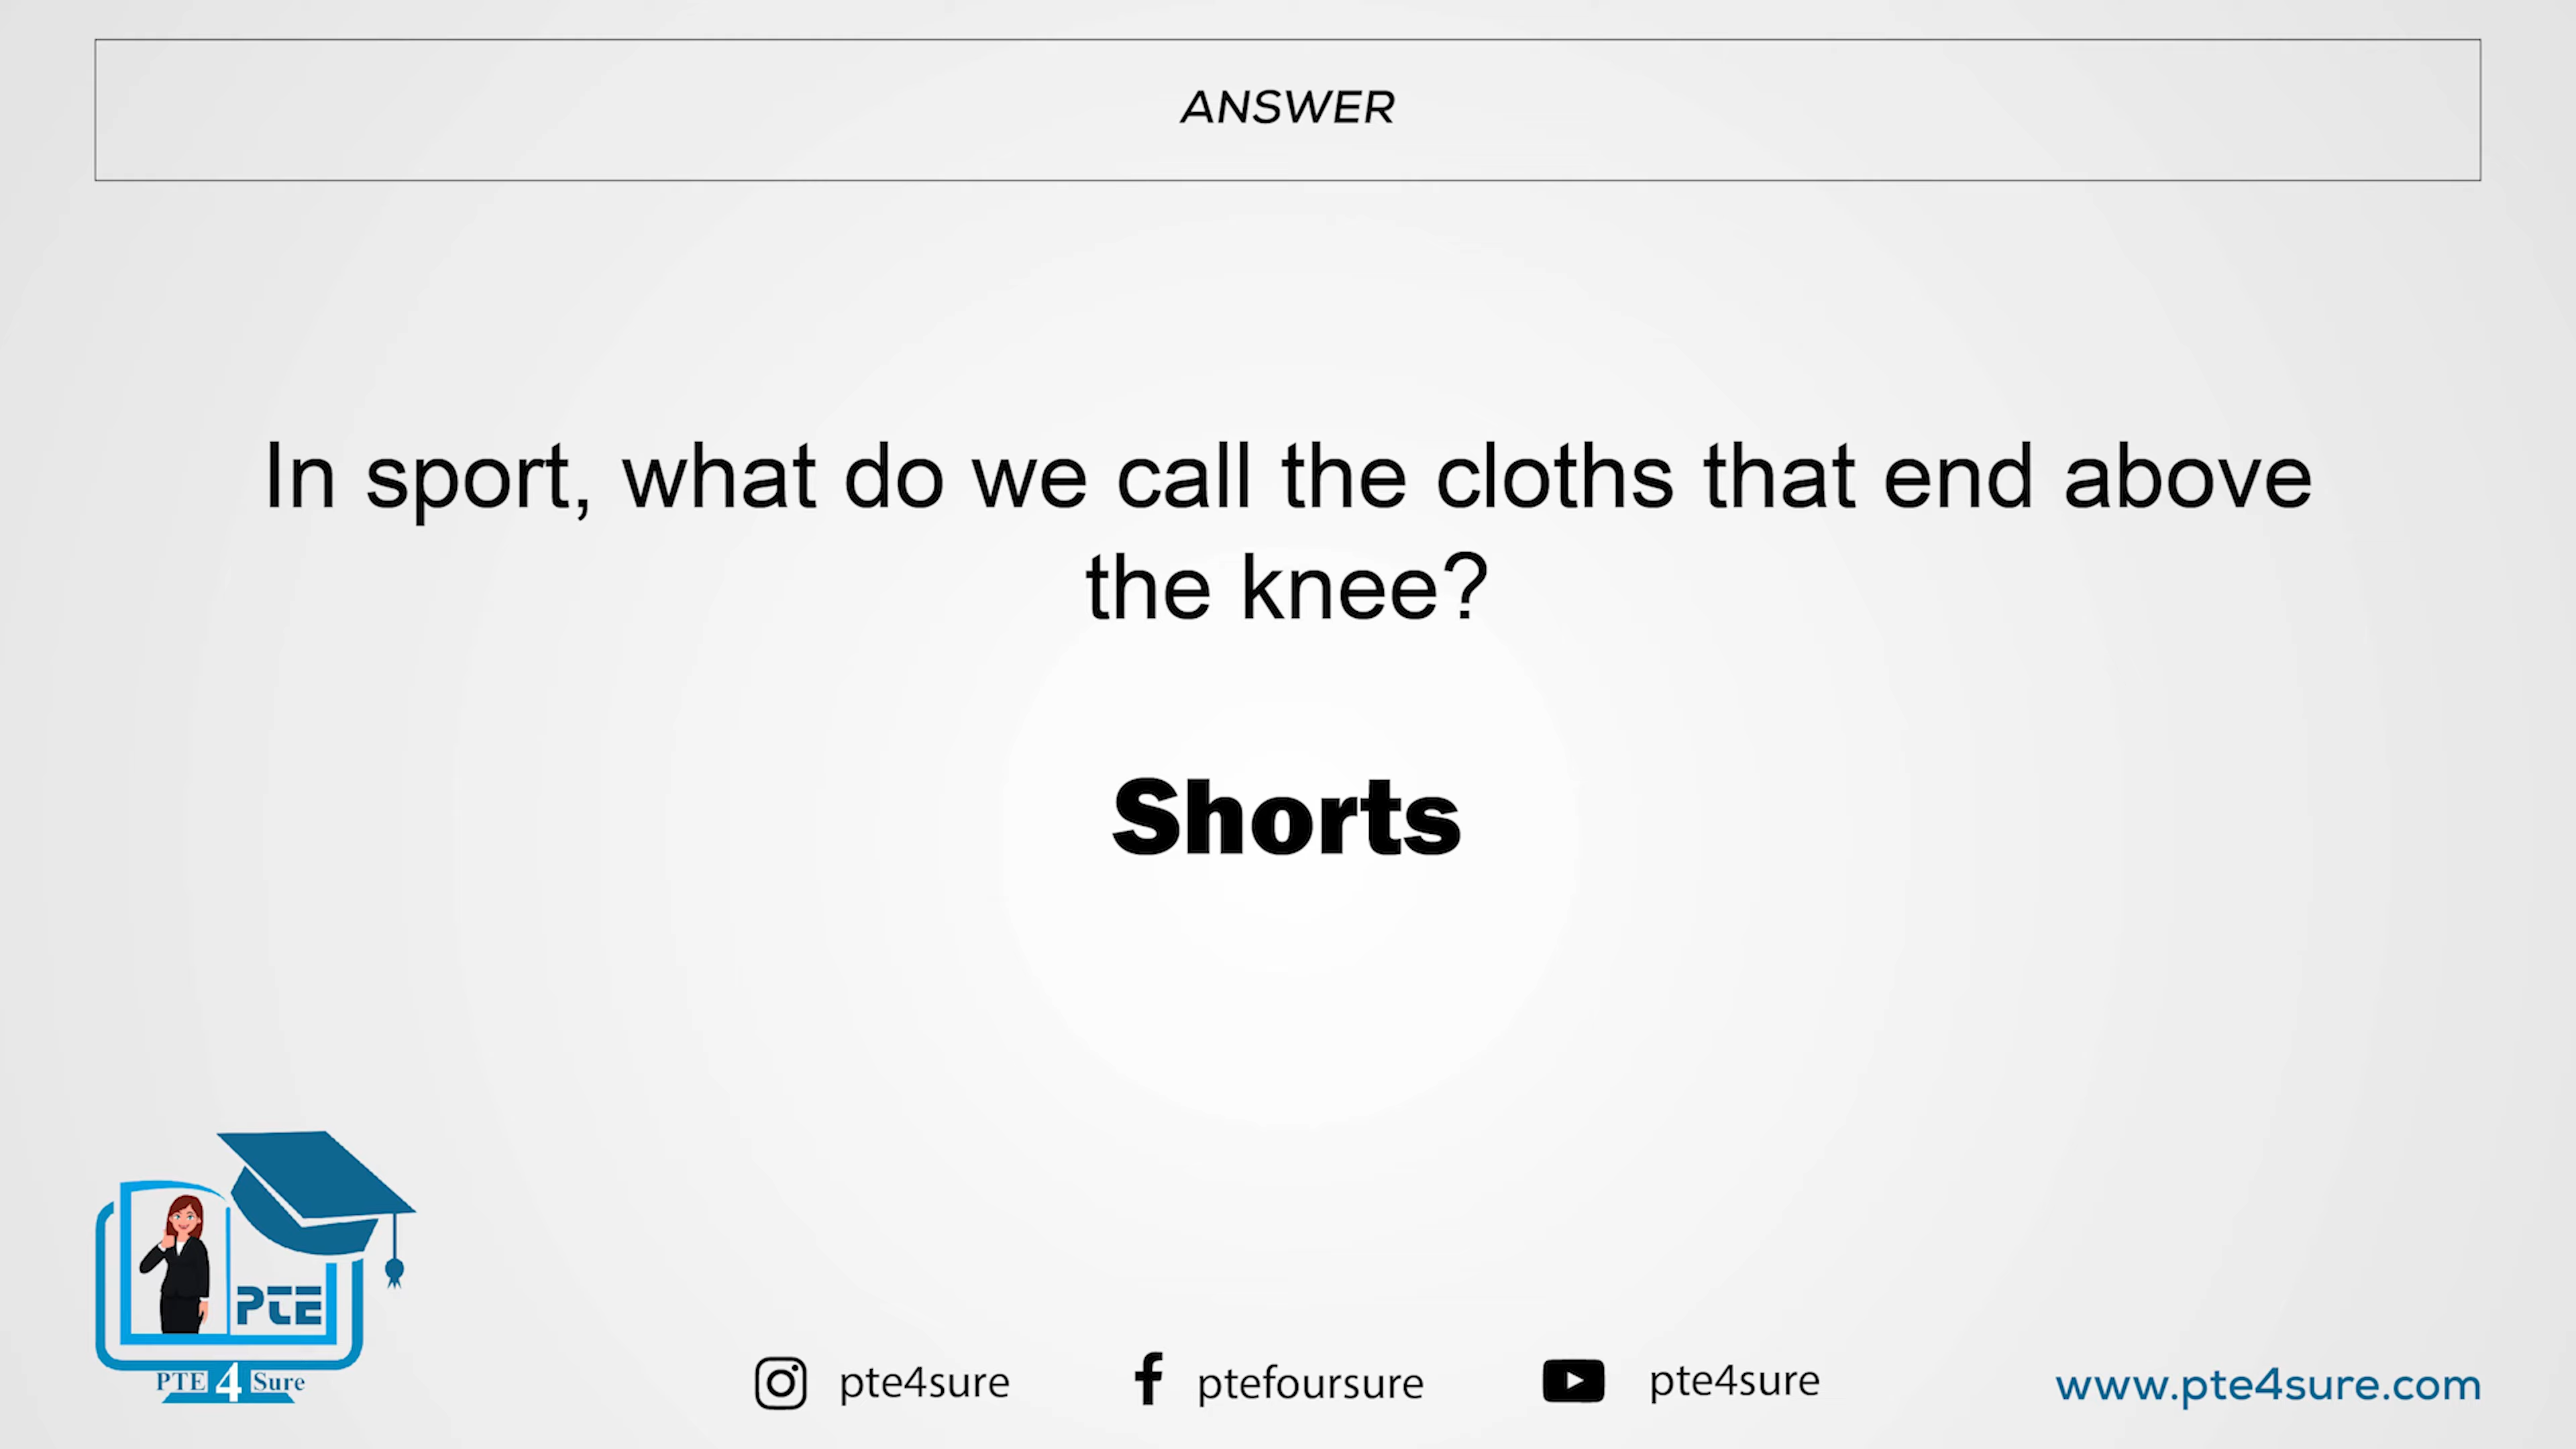 ANSWER
In sport, what do we call the cloths that end above
the knee?
Shorts
PTE
PTE 4 Sure
pte4sure
ptefoursure
pte4sure
www.pte4sure.com